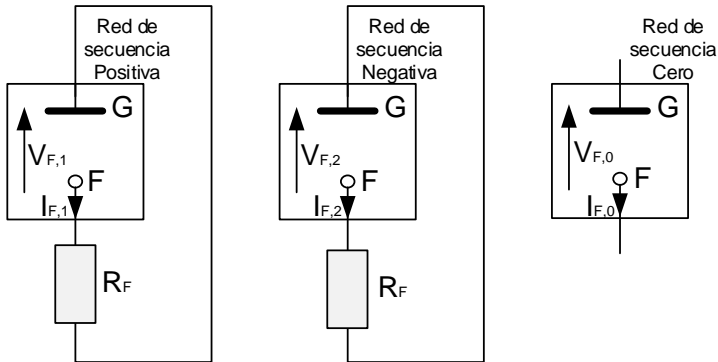 Red de
secuencia
Positiva
G
VF,1
F
IF,1
RF
Red de
secuencia
Negativa
G
VF,2
F
IF,2
RF
Red de
secuencia
Cero
G
VF,0
F
IF,0